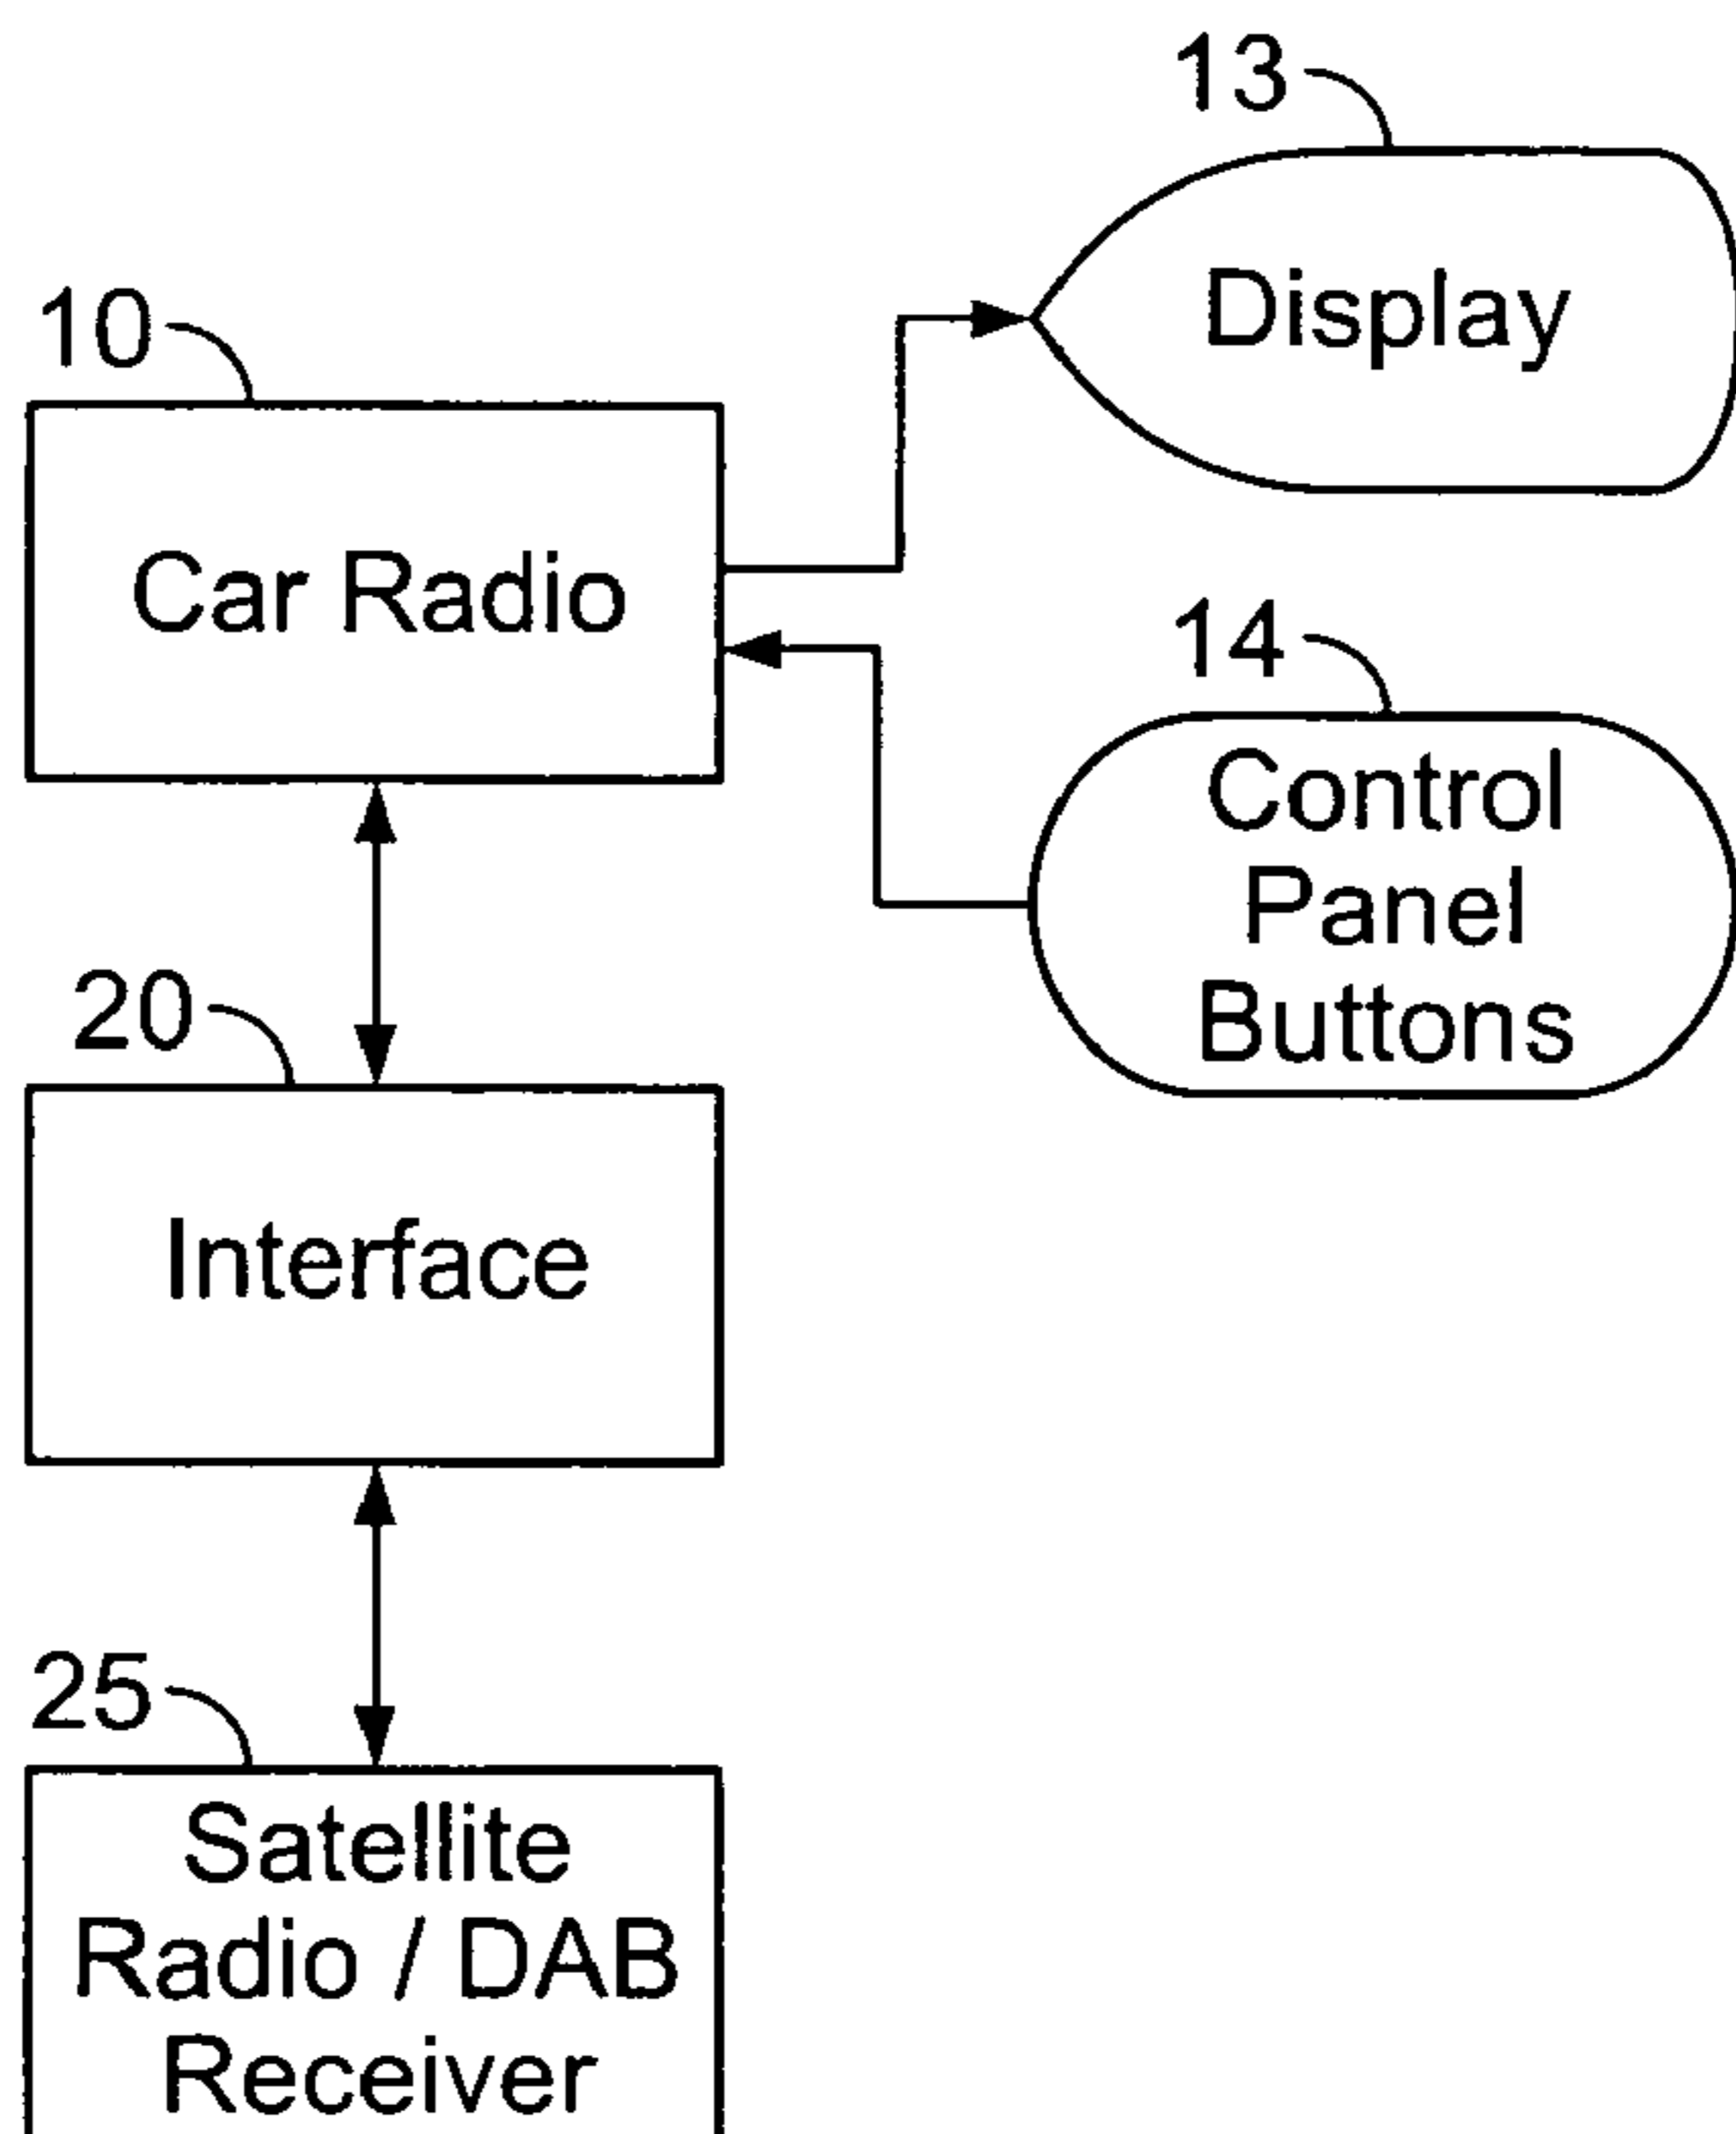 13
Display
10
Car Radio
14
Control
Panel
Buttons
20
Interface
25
Satellite
Radio / DAB
Receiver